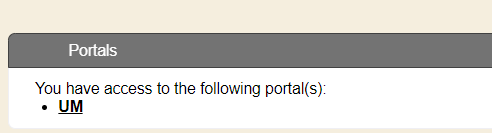 Portals
You have access to the following portal(s):
• UM